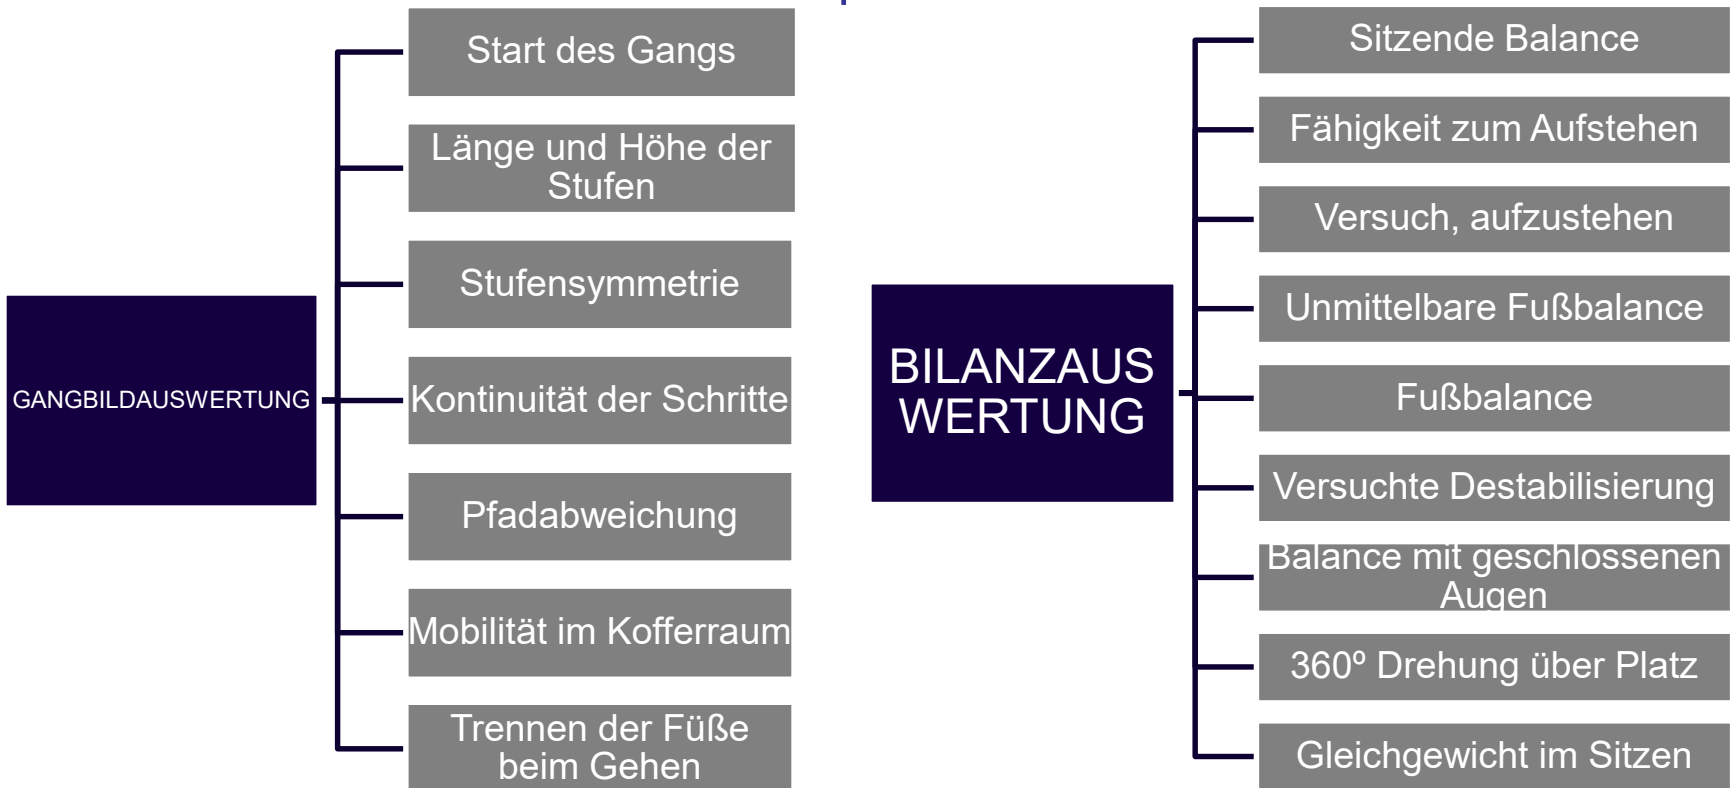 GANGBILDAUSWERTUNG
Start des Gangs
Länge und Höhe der
Stufen
Stufensymmetrie
Kontinuität der Schritte
Pfadabweichung
Mobilität im Kofferraum
Trennen der Füße
beim Gehen
BILANZAUS
WERTUNG
Sitzende Balance
Fähigkeit zum Aufstehen
Versuch, aufzustehen
Unmittelbare Fußbalance
Fußbalance
Versuchte Destabilisierung
Balance mit geschlossenen
Augen
360º Drehung über Platz
Gleichgewicht im Sitzen